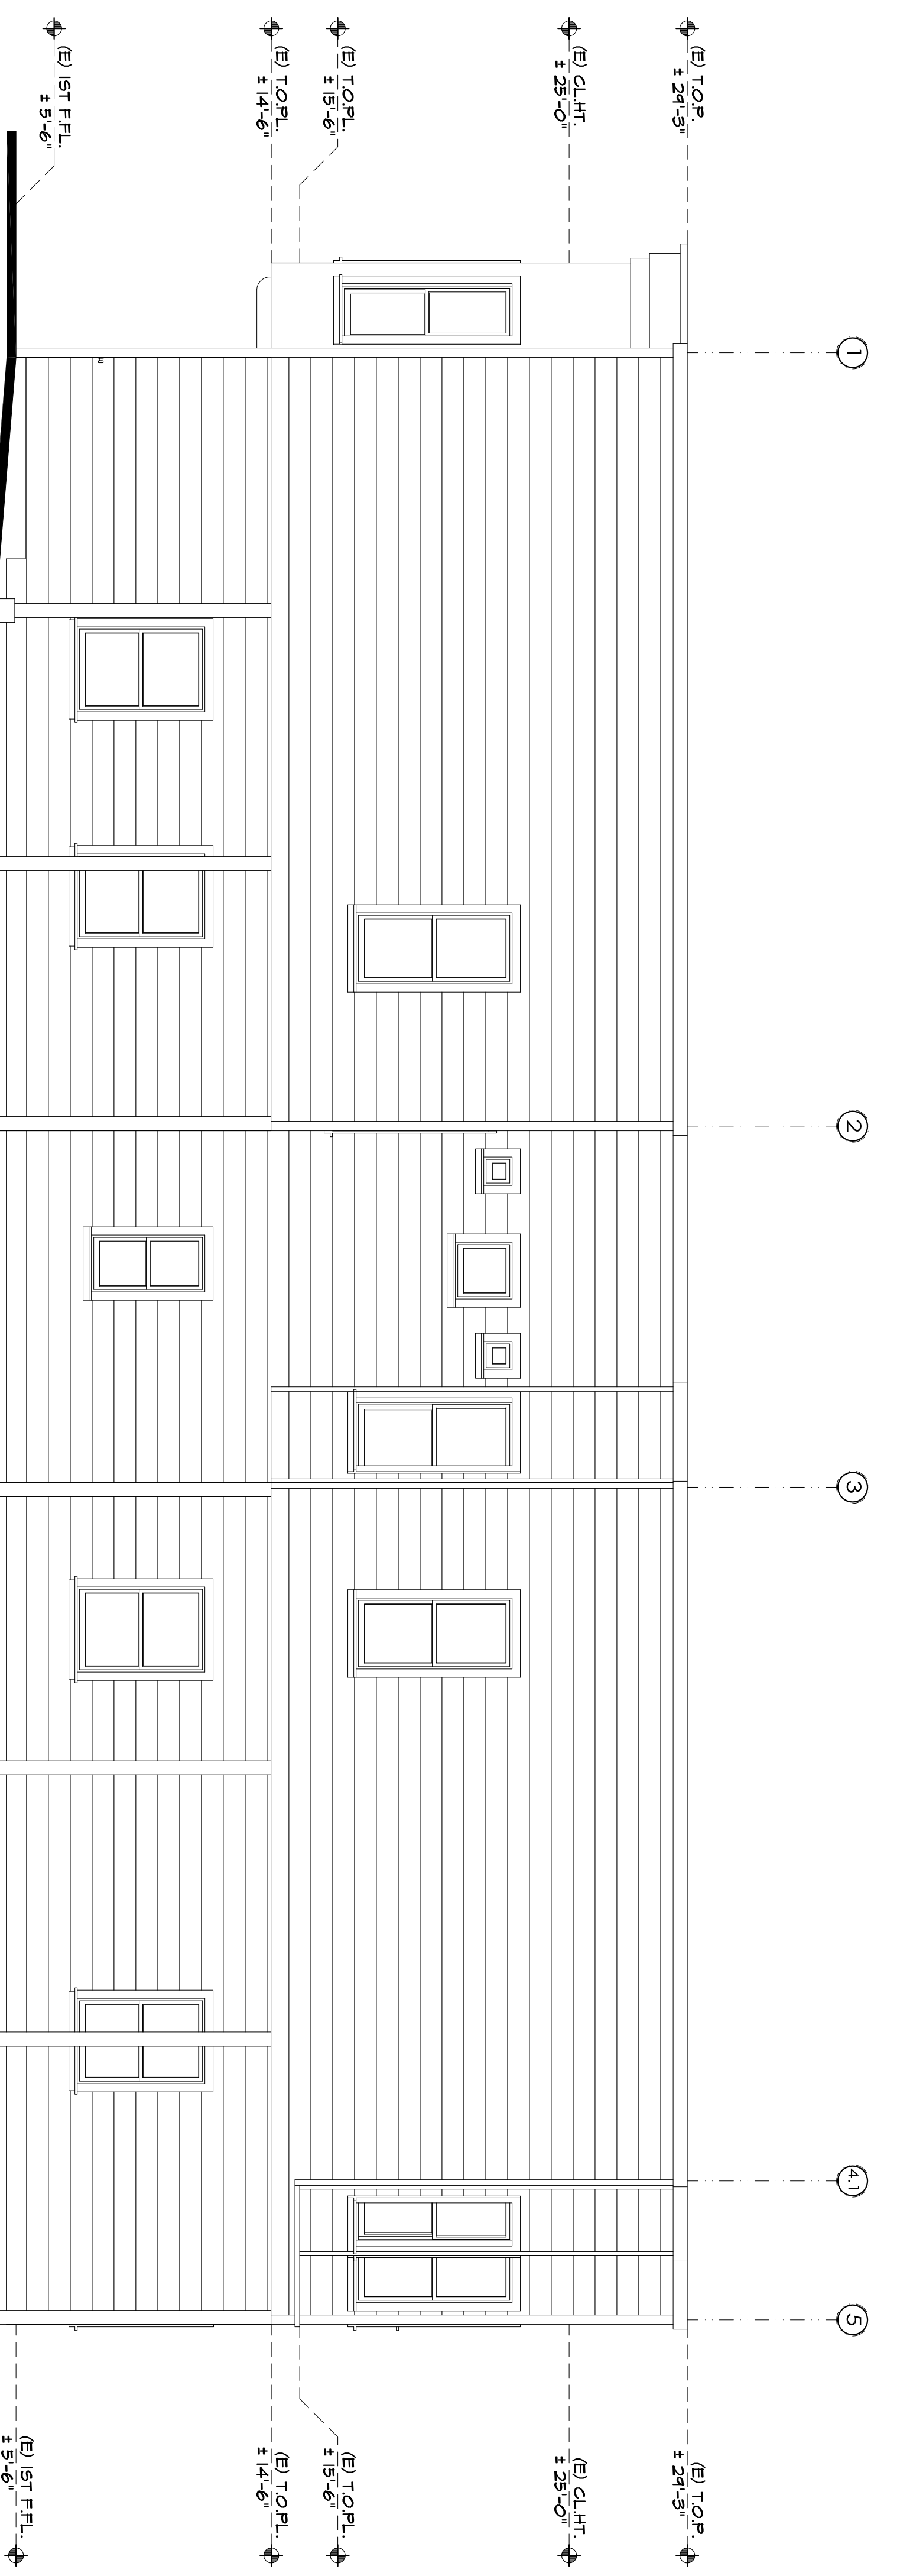 1
2
3
4.1
5
(E) T.O.P.
± 29'-3"
(E) CL.HT.
± 25'-0"
(E) T.O.PL.
± 15'-6"
(E) T.O.PL.
± 14'-6"
(E) 1ST F.FL.
± 5'-6"
(E) T.O.P.
± 29'-3"
(E) CL.HT.
± 25'-0"
(E) T.O.PL.
± 15'-6"
(E) T.O.PL.
± 14'-6"
(E) 1ST F.FL.
± 5'-6"